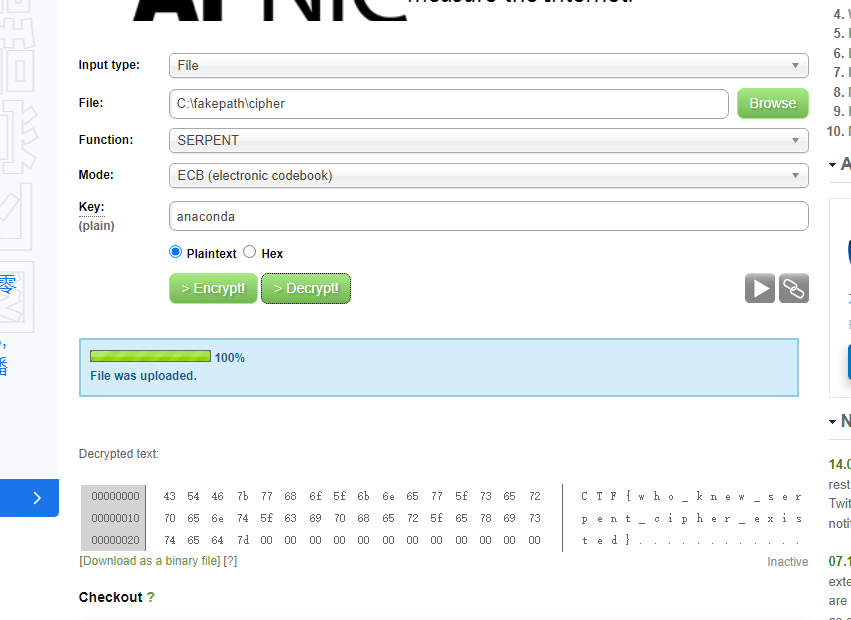 measure the Internet.
Input type: File
File: C:\fakepath\cipher Browse
Function: SERPENT
Mode: ECB (electronic codebook)
Key: anaconda
(plain)
Plaintext Hex
> Encrypt! > Decrypt!
100%
File was uploaded.
Decrypted text:
00000000 43 54 46 7b 77 68 6f 5f 6b 6e 65 77 5f 73 65 72 C T F { w h o _ k n e w _ s e r
00000010 70 65 6e 74 5f 63 69 70 68 65 72 5f 65 78 69 73 p e n t _ c i p h e r _ e x i s
00000020 74 65 64 7d 00 00 00 00 00 00 00 00 00 00 00 00 t e d } . . . . . . . . . . . .
[Download as a binary file] [?] Inactive
Checkout ?
零
播
4.
5.
6.
7.
8.
9.
10.
14.0
rest
Twit
notif
07.1
exte
are